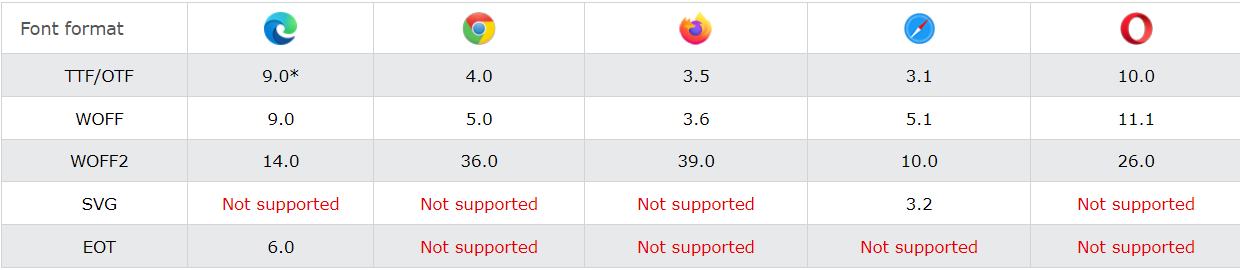 Font format
TTF/OTF 9.0* 4.0 3.5 3.1 10.0
WOFF 9.0 5.0 3.6 5.1 11.1
WOFF2 14.0 36.0 39.0 10.0 26.0
SVG Not supported Not supported Not supported 3.2 Not supported
EOT 6.0 Not supported Not supported Not supported Not supported